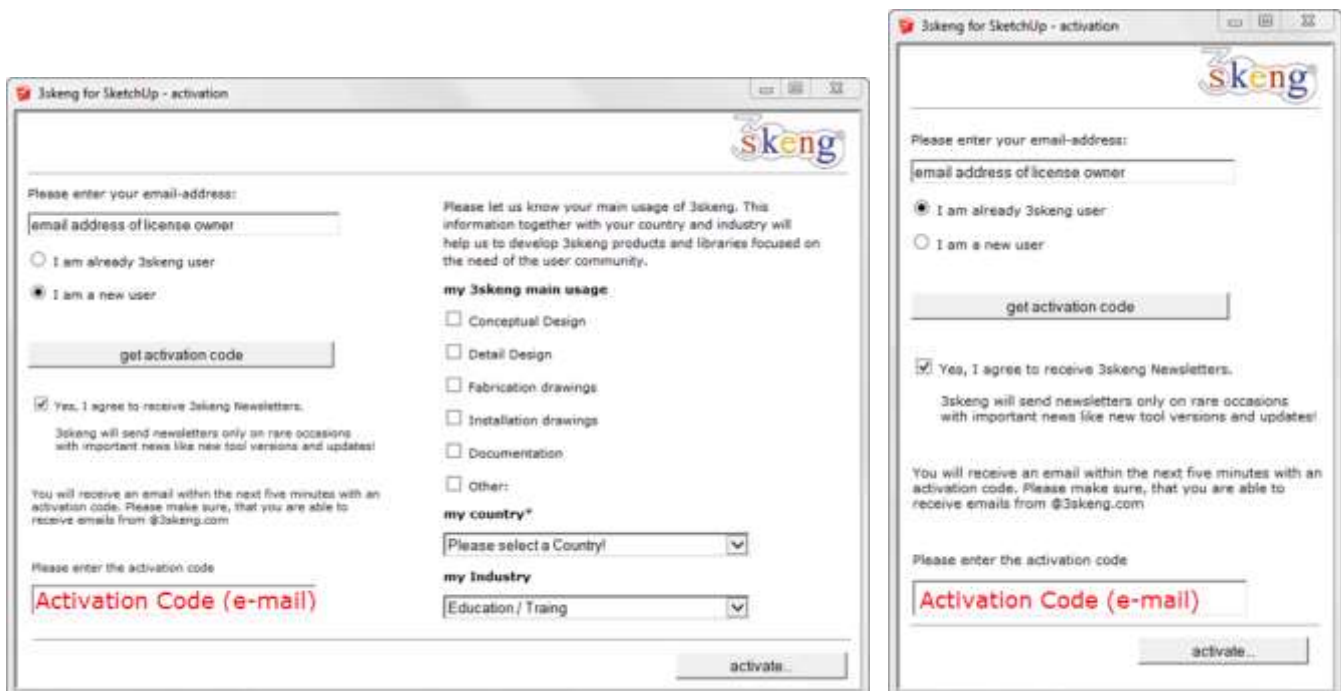 3skeng for SketchUp - activation
3skeng
Please enter your email-address:
email address of license owner
I am already 3skeng user
I am a new user
get activation code
Yes, I agree to receive 3skeng Newsletters.
3skeng will send newsletters only on rare occasions
with important news like new tool versions and updates!
You will receive an email within the next five minutes with an
activation code. Please make sure, that you are able to
receive emails from @3skeng.com
Please enter the activation code
Activation Code (e-mail)
Please let us know your main usage of 3skeng. This
information together with your country and industry will
help us to develop 3skeng products and libraries focused on
the need of the user community.
my 3skeng main usage
Conceptual Design
Detail Design
Fabrication drawings
Installation drawings
Documentation
Other:
my country*
Please select a Country!
my Industry
Education / Traing
activate...
3skeng for SketchUp - activation
3skeng
Please enter your email-address:
email address of license owner
I am already 3skeng user
I am a new user
get activation code
Yes, I agree to receive 3skeng Newsletters.
3skeng will send newsletters only on rare occasions
with important news like new tool versions and updates!
You will receive an email within the next five minutes with an
activation code. Please make sure, that you are able to
receive emails from @3skeng.com
Please enter the activation code
Activation Code (e-mail)
activate...